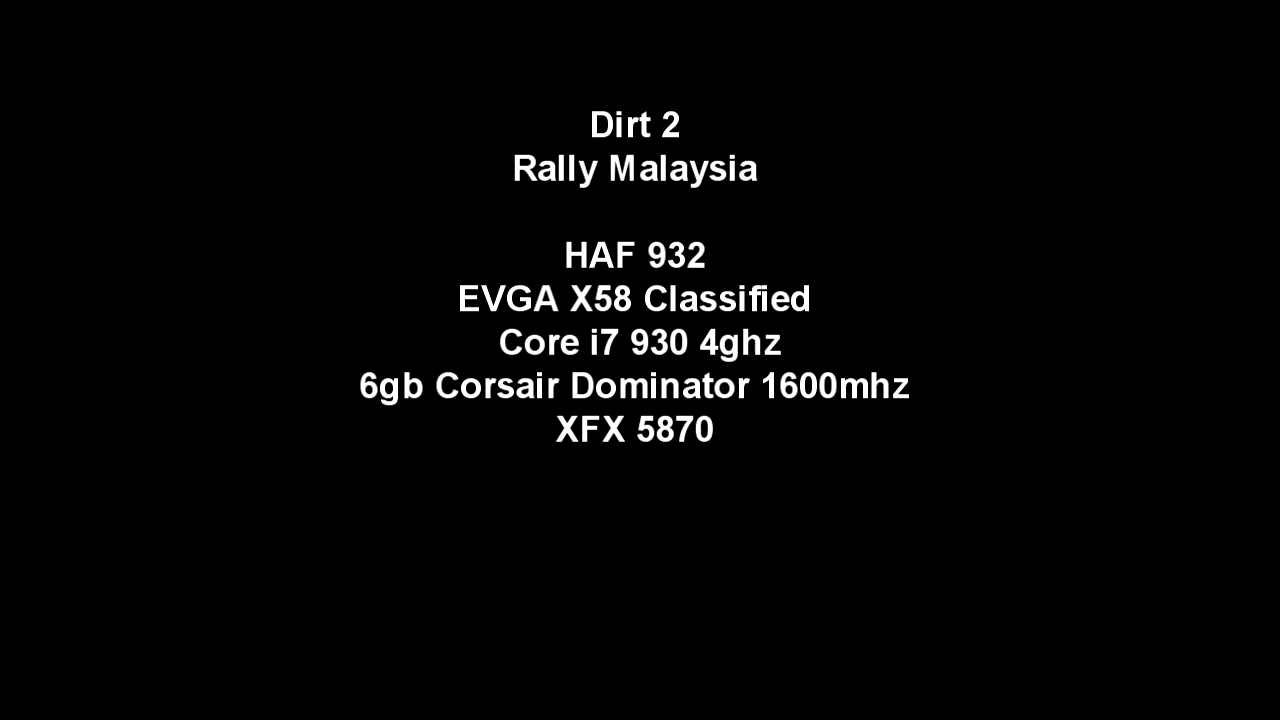 Dirt 2
Rally Malaysia
HAF 932
EVGA X58 Classified
Core i7 930 4ghz
6gb Corsair Dominator 1600mhz
XFX 5870